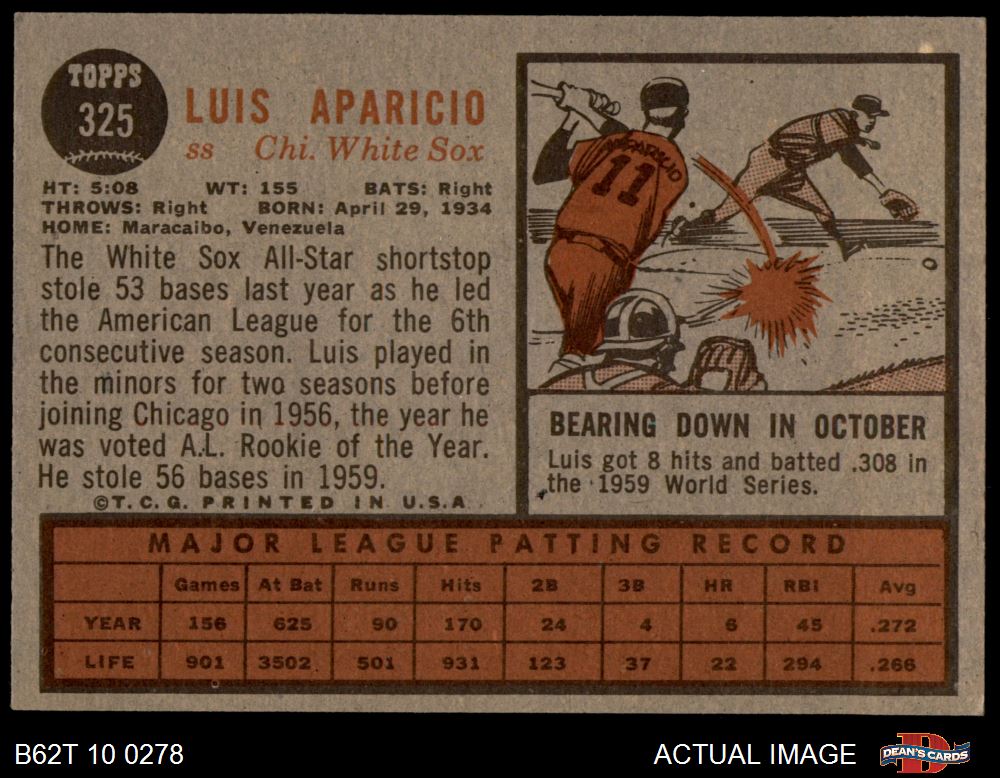 TOPPS
325
LUIS APARICIO
ss Chi. White Sox
HT: 5:08 WT: 155 BATS: Right
THROWS: Right BORN: April 29, 1934
HOME: Maracaibo, Venezuela
The White Sox All-Star shortstop
stole 53 bases last year as he led
the American League for the 6th
consecutive season. Luis played in
the minors for two seasons before
joining Chicago in 1956, the year he
was voted A.L. Rookie of the Year.
He stole 56 bases in 1959.
©T.C.G. PRINTED IN U.S.A
APARICIO
11
BEARING DOWN IN OCTOBER
Luis got 8 hits and batted .308 in
the 1959 World Series.
MAJOR LEAGUE BATTING RECORD
Games At Bat Runs Hits 2B 3B HR RBI Avg
YEAR 156 625 90 170 24 4 6 45 .272
LIFE 901 3502 501 931 123 37 22 294 .266
B62T 10 0278
ACTUAL IMAGE
D
DEAN'S CARDS